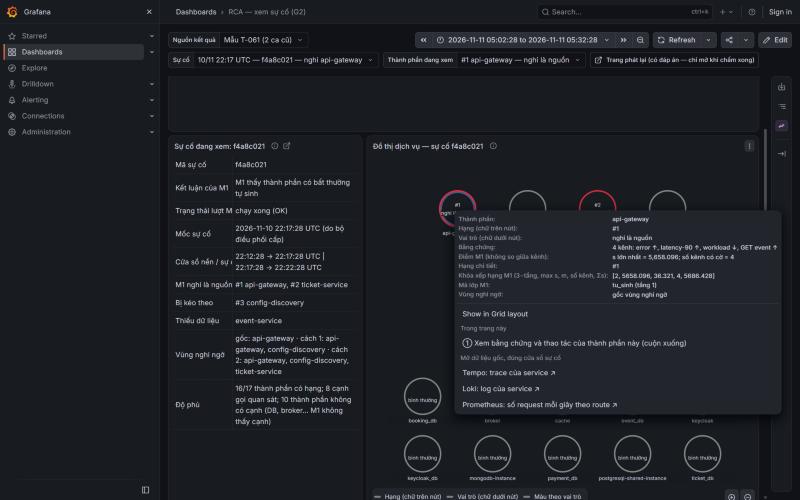 Grafana
Dashboards › RCA — xem sự cố (G2)
Search...
ctrl+k
Sign in
Starred
Dashboards
Explore
Drilldown
Alerting
Connections
Administration
Nguồn kết quả
Mẫu T-061 (2 ca cũ)
2026-11-11 05:02:28 to 2026-11-11 05:32:28
Refresh
Edit
Sự cố
10/11 22:17 UTC — f4a8c021 — nghi api-gateway
Thành phần đang xem
#1 api-gateway — nghi là nguồn
Trang phát lại (có đáp án — chỉ mở khi chấm xong)
Sự cố đang xem: f4a8c021
Mã sự cố
f4a8c021
Kết luận của M1
M1 thấy thành phần có bất thường tự sinh
Trạng thái lượt M
chạy xong (OK)
Mốc sự cố
2026-11-10 22:17:28 UTC (do bộ điều phối cấp)
Cửa sổ nền / sự
22:12:28 → 22:17:28 UTC |
22:17:28 → 22:22:28 UTC
M1 nghi là nguồn
#1 api-gateway, #2 ticket-service
Bị kéo theo
#3 config-discovery
Thiếu dữ liệu
event-service
Vùng nghi ngờ
gốc: api-gateway · cách 1: api-gateway, config-discovery · cách 2: api-gateway, config-discovery, ticket-service
Độ phủ
16/17 thành phần có hạng; 8 cạnh gọi quan sát; 10 thành phần không có cạnh (DB, broker... M1 không thấy cạnh)
Đồ thị dịch vụ — sự cố f4a8c021
#1
#2
Thành phần:
api-gateway
Hạng (chữ trên nút):
#1
Vai trò (chữ dưới nút):
nghi là nguồn
Bằng chứng:
4 kênh: error ↑, latency-90 ↑, workload ↓, GET event ↑
Điểm M1 (không so giữa kênh):
s lớn nhất = 5,658.096; số kênh có cờ = 4
Hạng chi tiết:
#1
Khóa xếp hạng M1 (3−tầng, max s, m, số kênh, Σs):
[2, 5658.096, 36.321, 4, 5686.428]
Mã lớp M1:
tu_sinh (tầng 1)
Vùng nghi ngờ:
gốc vùng nghi ngờ
Show in Grid layout
Trong trang này
① Xem bằng chứng và thao tác của thành phần này (cuộn xuống)
Mở dữ liệu gốc, đúng cửa sổ sự cố
Tempo: trace của service ↗
Loki: log của service ↗
Prometheus: số request mỗi giây theo route ↗
bình thường
booking_db
broker
cache
event_db
keycloak
bình thường
bình thường
bình thường
bình thường
bình thường
keycloak_db
mongodb-instance
payment_db
postgresql-shared-instance
ticket_db
Hạng (chữ trên nút)
Vai trò (chữ dưới nút)
Màu theo vai trò